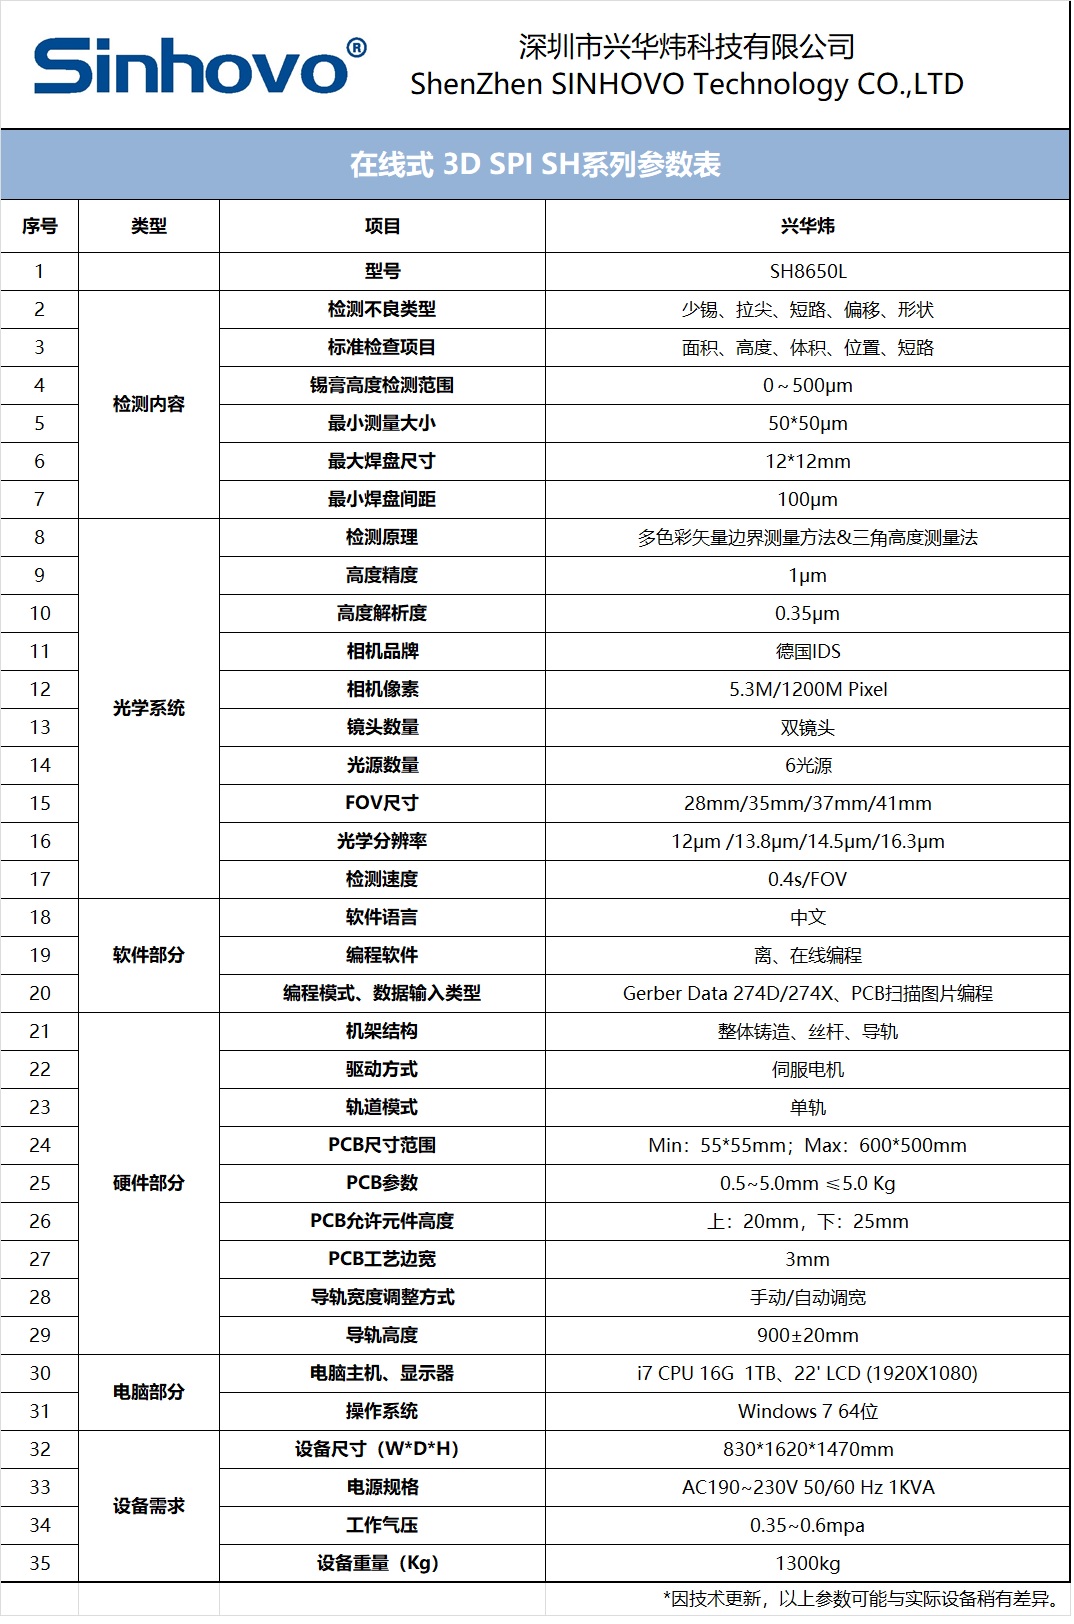 Sinhovo®
深圳市兴华炜科技有限公司
ShenZhen SINHOVO Technology CO.,LTD
在线式 3D SPI SH系列参数表
序号 类型 项目 兴华炜
1 型号 SH8650L
检测内容
2 检测不良类型 少锡、拉尖、短路、偏移、形状
3 标准检查项目 面积、高度、体积、位置、短路
4 锡膏高度检测范围 0～500μm
5 最小测量大小 50*50μm
6 最大焊盘尺寸 12*12mm
7 最小焊盘间距 100μm
光学系统
8 检测原理 多色彩矢量边界测量方法&三角高度测量法
9 高度精度 1μm
10 高度解析度 0.35μm
11 相机品牌 德国IDS
12 相机像素 5.3M/1200M Pixel
13 镜头数量 双镜头
14 光源数量 6光源
15 FOV尺寸 28mm/35mm/37mm/41mm
16 光学分辨率 12μm /13.8μm/14.5μm/16.3μm
17 检测速度 0.4s/FOV
软件部分
18 软件语言 中文
19 编程软件 离、在线编程
20 编程模式、数据输入类型 Gerber Data 274D/274X、PCB扫描图片编程
硬件部分
21 机架结构 整体铸造、丝杆、导轨
22 驱动方式 伺服电机
23 轨道模式 单轨
24 PCB尺寸范围 Min：55*55mm；Max：600*500mm
25 PCB参数 0.5~5.0mm ≤5.0 Kg
26 PCB允许元件高度 上：20mm，下：25mm
27 PCB工艺边宽 3mm
28 导轨宽度调整方式 手动/自动调宽
29 导轨高度 900±20mm
电脑部分
30 电脑主机、显示器 i7 CPU 16G 1TB、22' LCD (1920X1080)
31 操作系统 Windows 7 64位
设备需求
32 设备尺寸（W*D*H） 830*1620*1470mm
33 电源规格 AC190~230V 50/60 Hz 1KVA
34 工作气压 0.35~0.6mpa
35 设备重量（Kg） 1300kg
*因技术更新，以上参数可能与实际设备稍有差异。